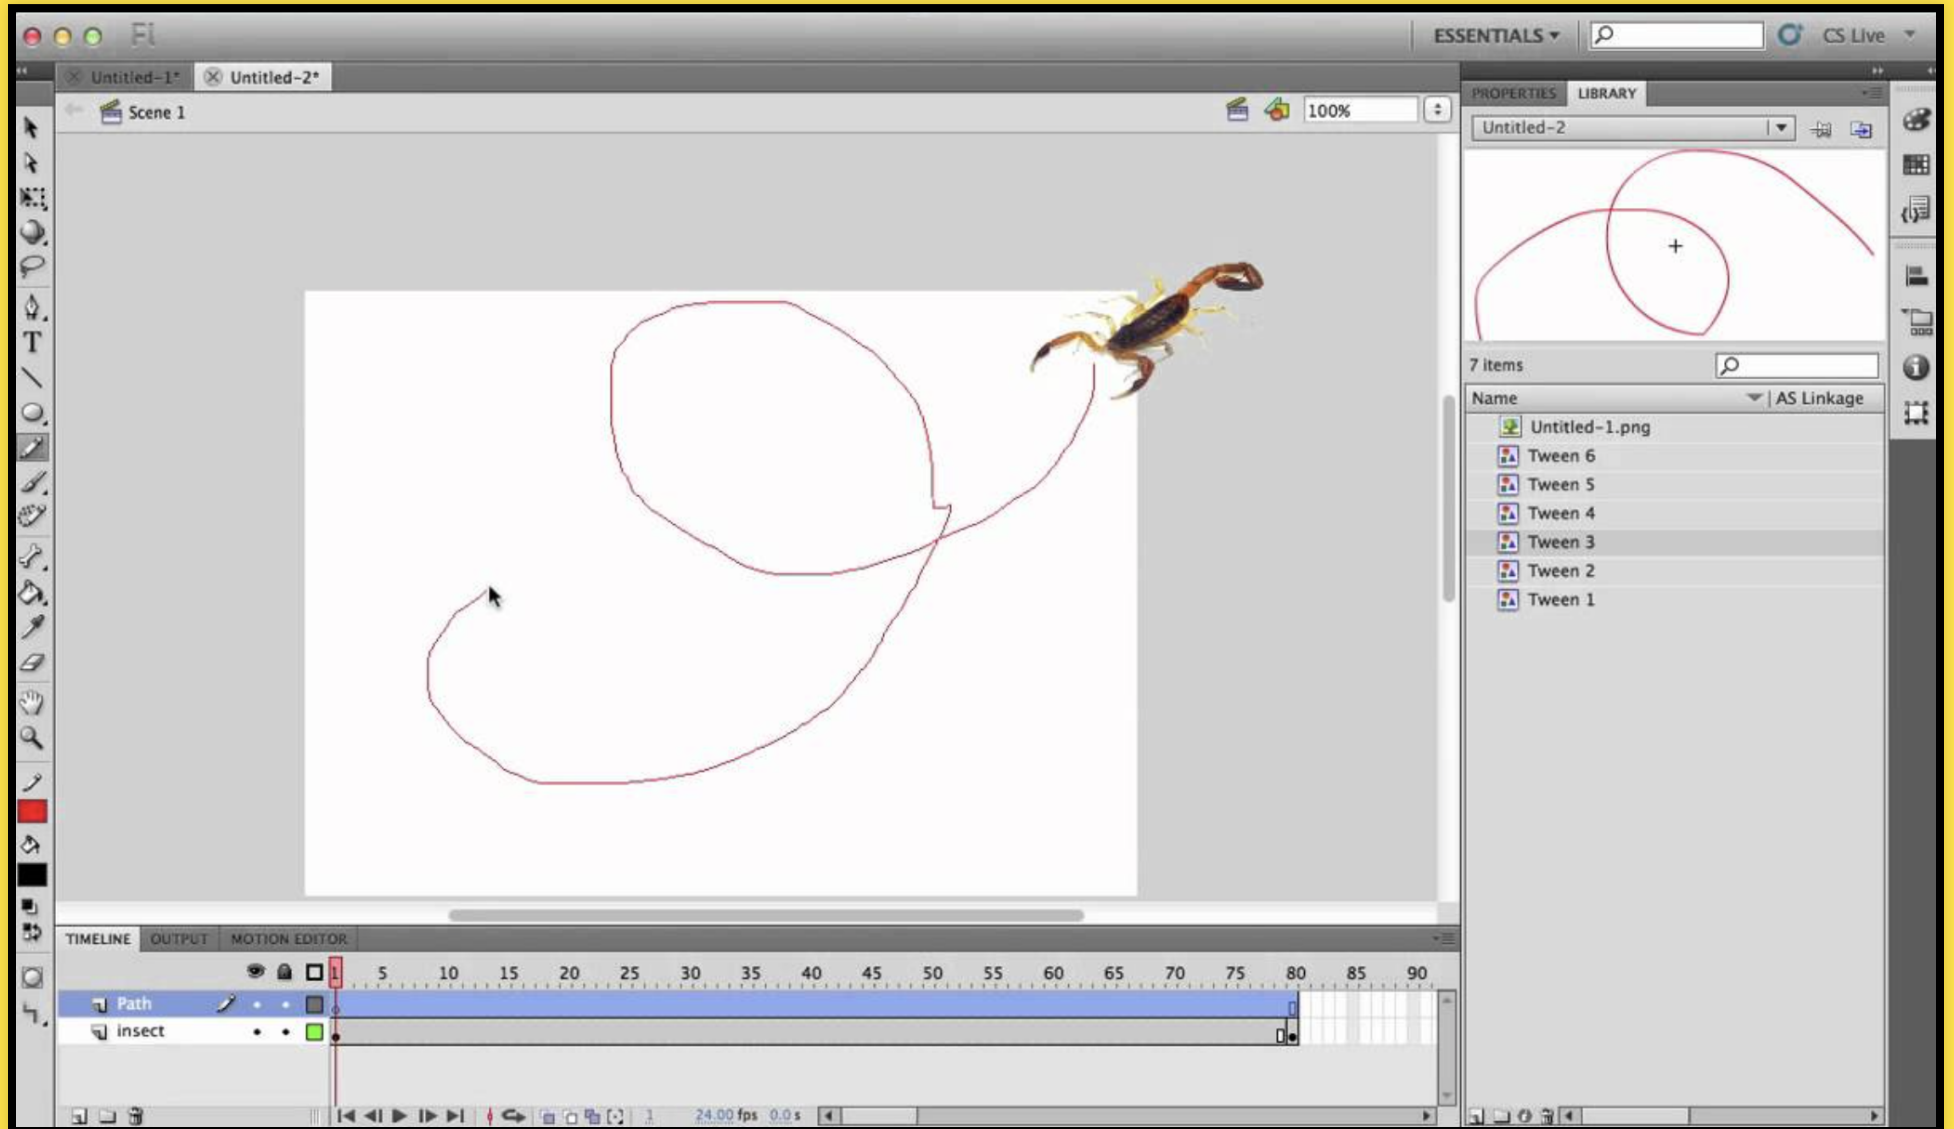 Fl
ESSENTIALS
CS Live
Untitled-1*
Untitled-2*
Scene 1
100%
PROPERTIES
LIBRARY
Untitled-2
7 items
Name
AS Linkage
Untitled-1.png
Tween 6
Tween 5
Tween 4
Tween 3
Tween 2
Tween 1
T
TIMELINE
OUTPUT
MOTION EDITOR
1 5 10 15 20 25 30 35 40 45 50 55 60 65 70 75 80 85 90
Path
insect
1
24.00 fps
0.0 s